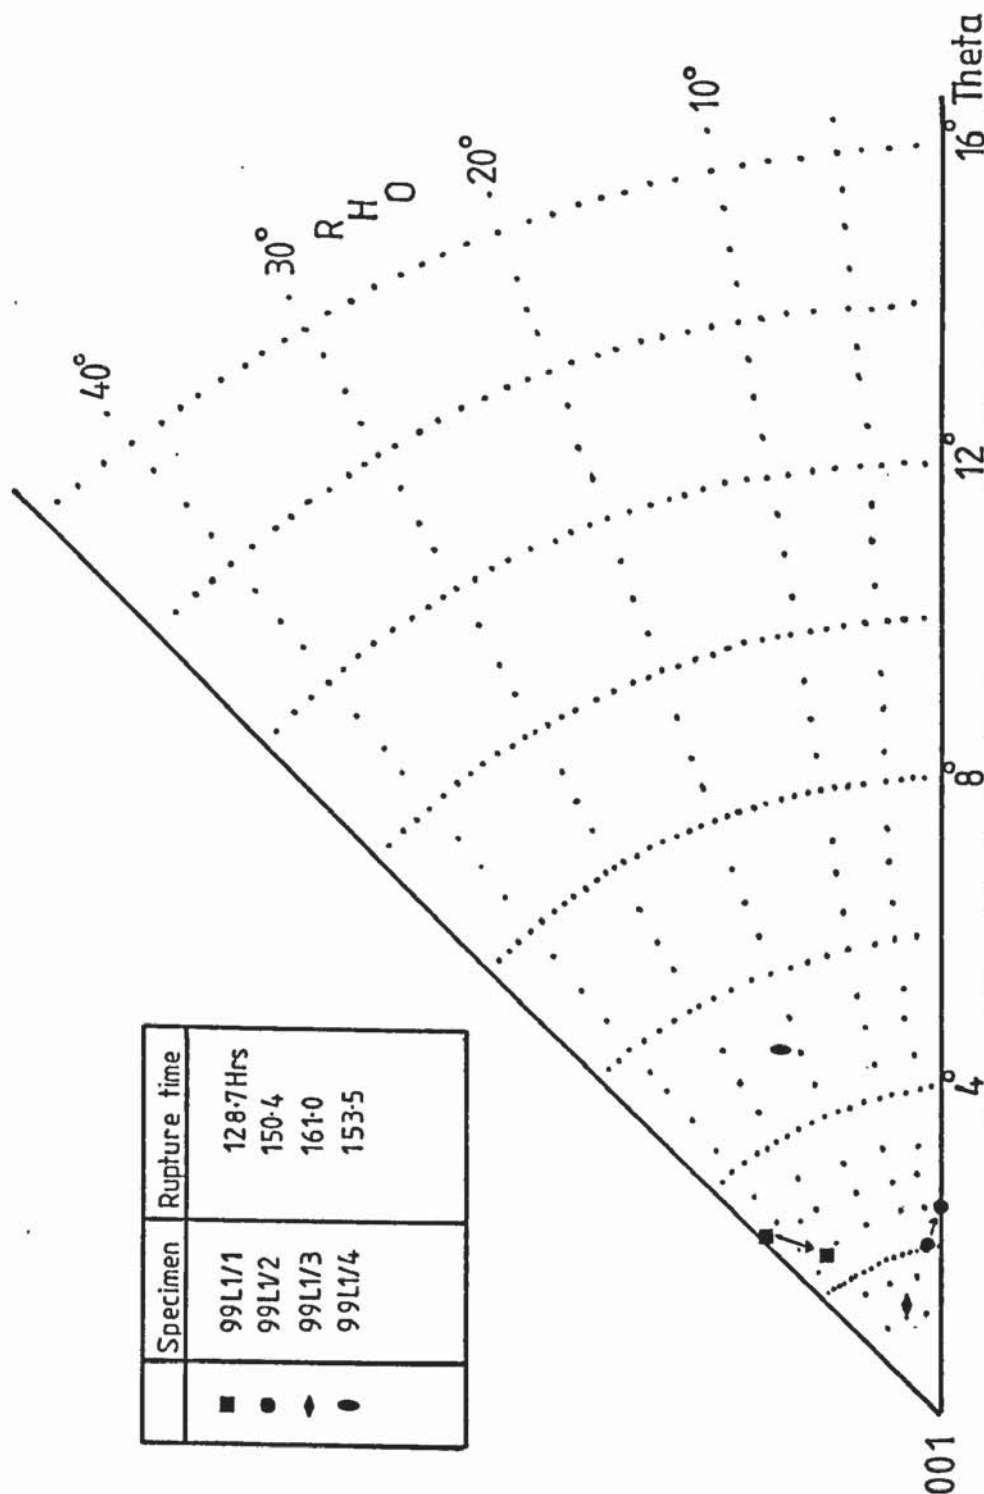 Specimen Rupture time
99L1/1 128·7Hrs
99L1/2 150·4
99L1/3 161·0
99L1/4 153·5
40°
30°
RHO
20°
10°
001
4°
8°
12°
16°
Theta